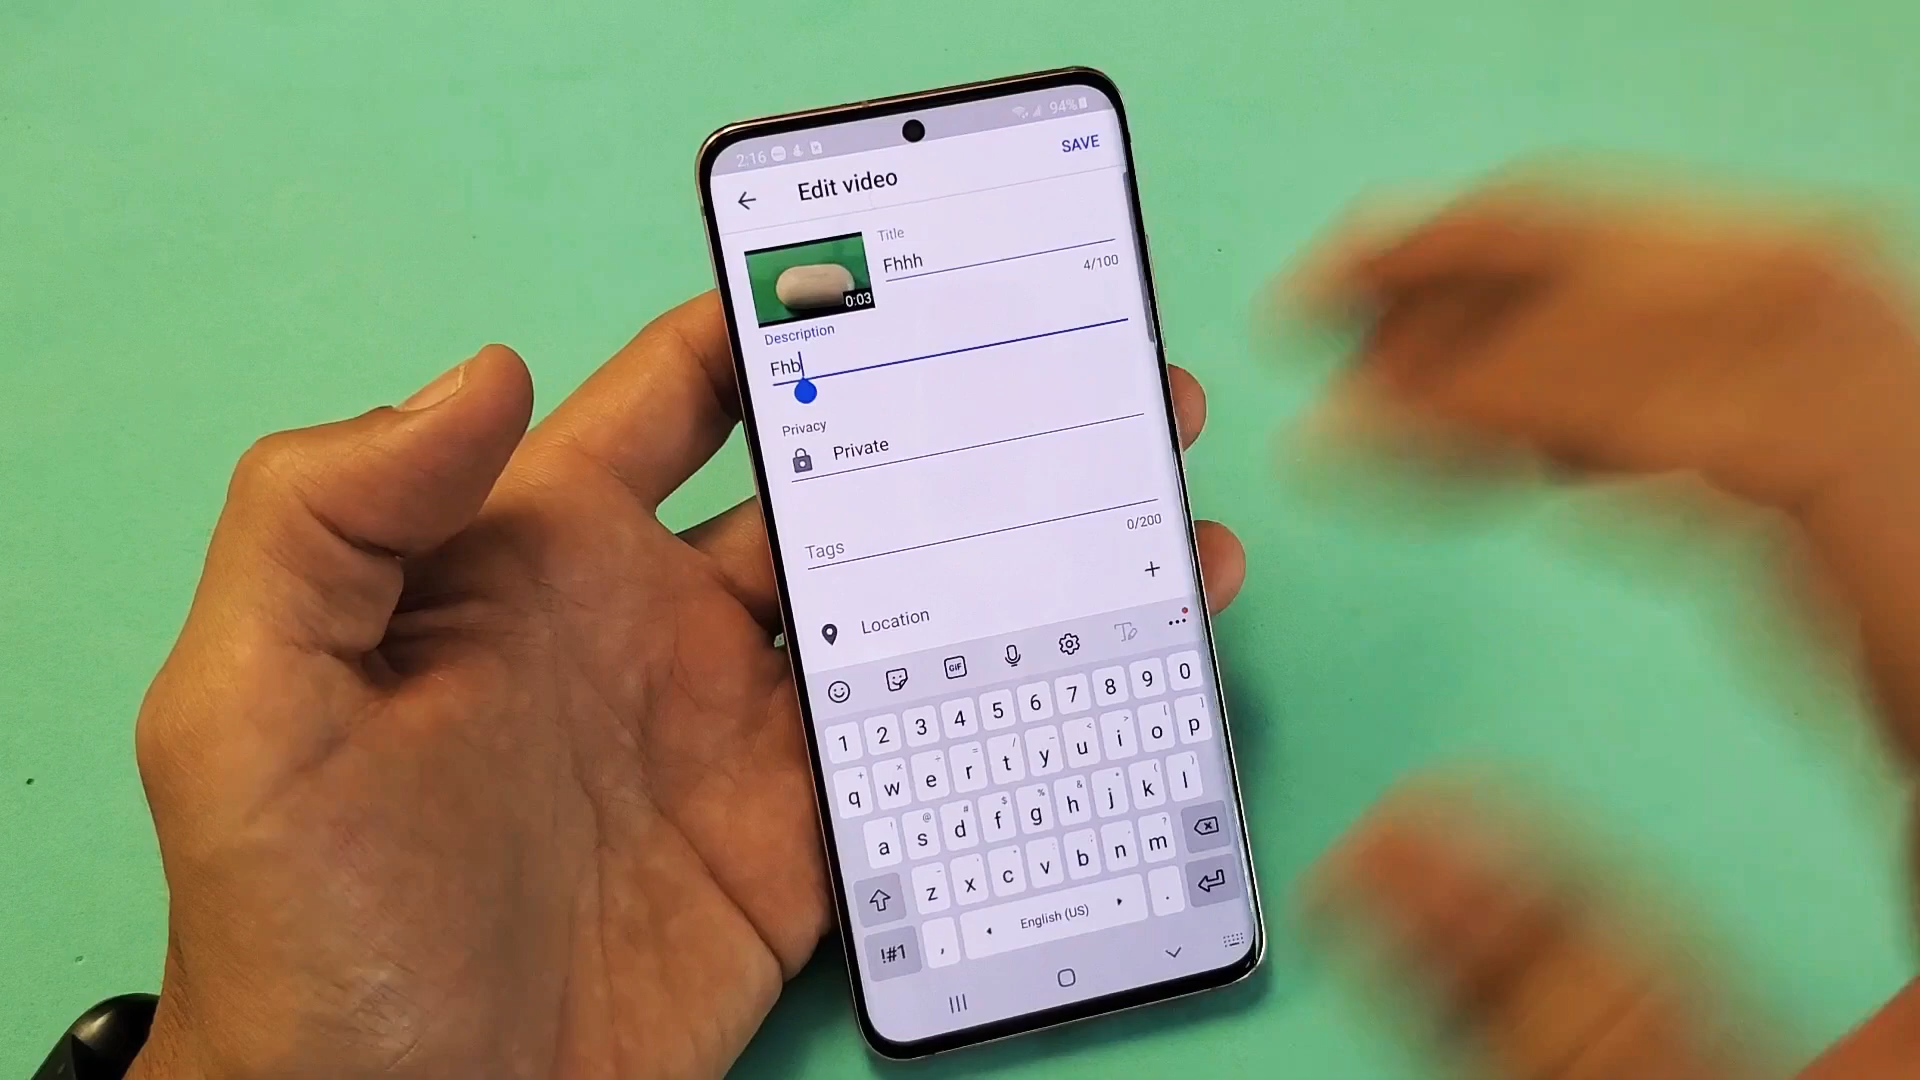 2:16
94%
Edit video
SAVE
Title
Fhhh
4/100
0:03
Description
Fhb
Privacy
Private
Tags
0/200
+
Location
GIF
1 2 3 4 5 6 7 8 9 0
q w e r t y u i o p
a s d f g h j k l
z x c v b n m
!#1 , English (US) .